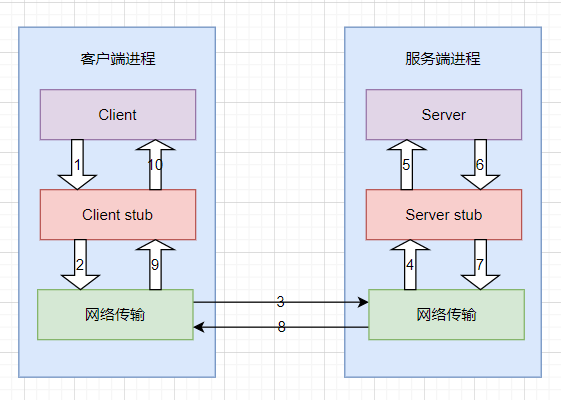 客户端进程
服务端进程
Client
Server
1
10
5
6
Client stub
Server stub
2
9
4
7
3
网络传输
网络传输
8